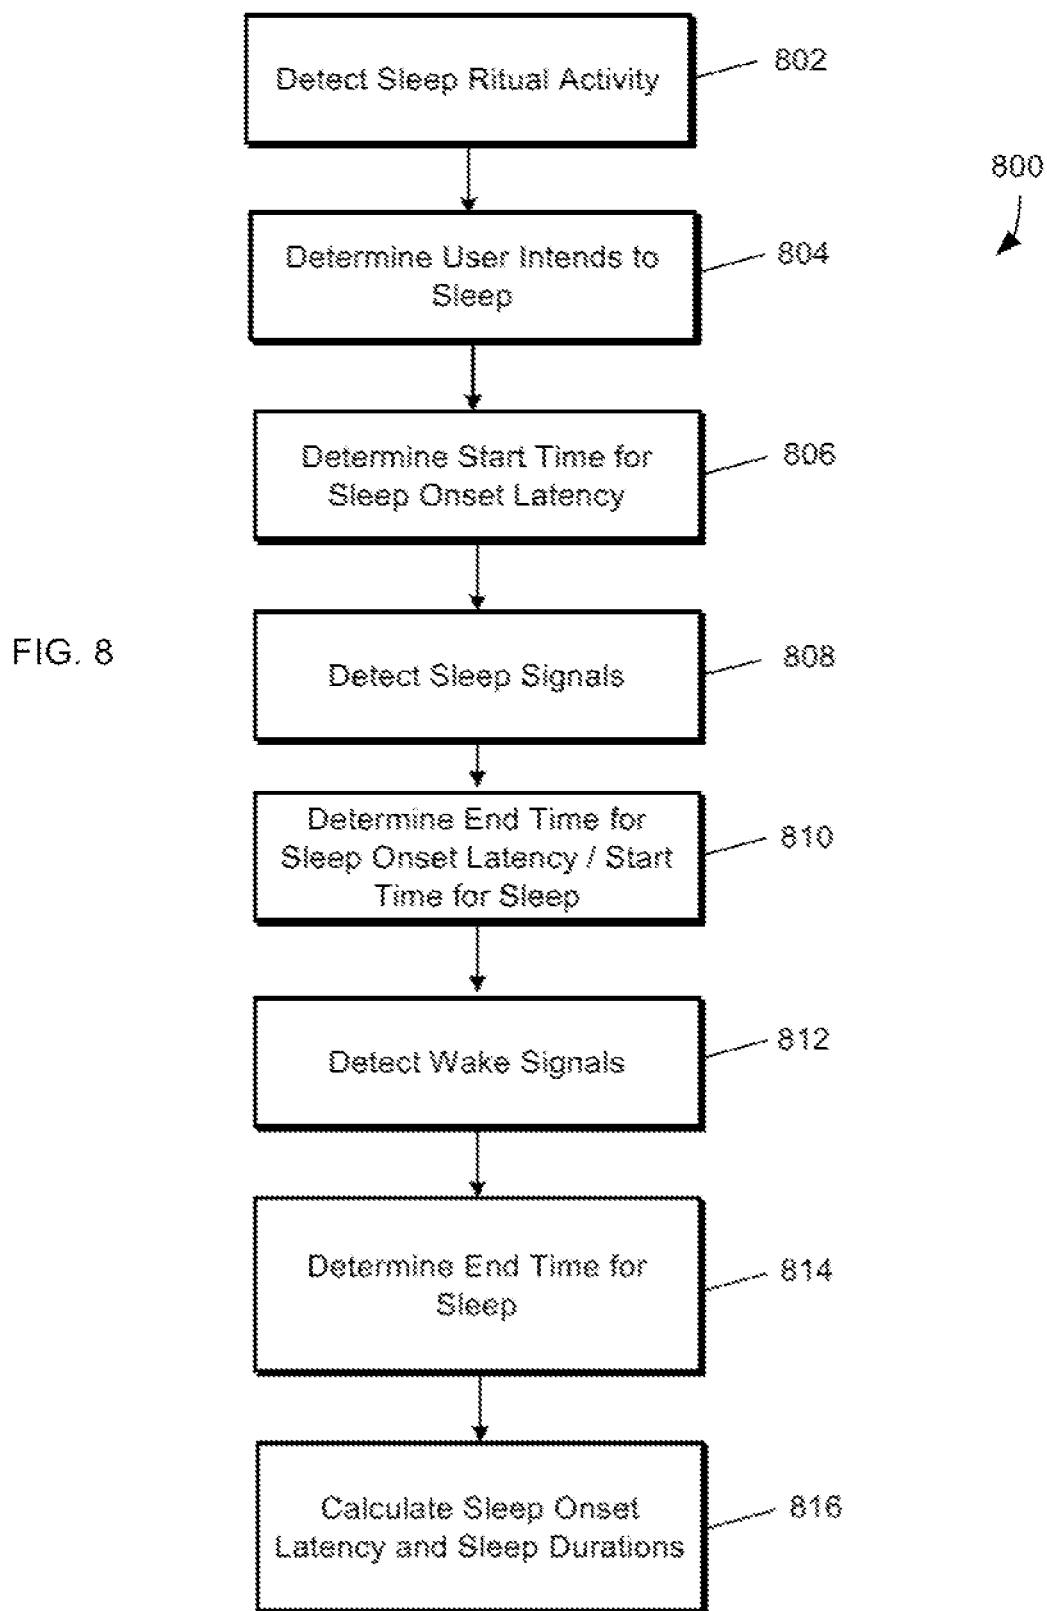 Detect Sleep Ritual Activity
802
800
Determine User Intends to
Sleep
804
Determine Start Time for
Sleep Onset Latency
806
FIG. 8
Detect Sleep Signals
808
Determine End Time for
Sleep Onset Latency / Start
Time for Sleep
810
Detect Wake Signals
812
Determine End Time for
Sleep
814
Calculate Sleep Onset
Latency and Sleep Durations
816